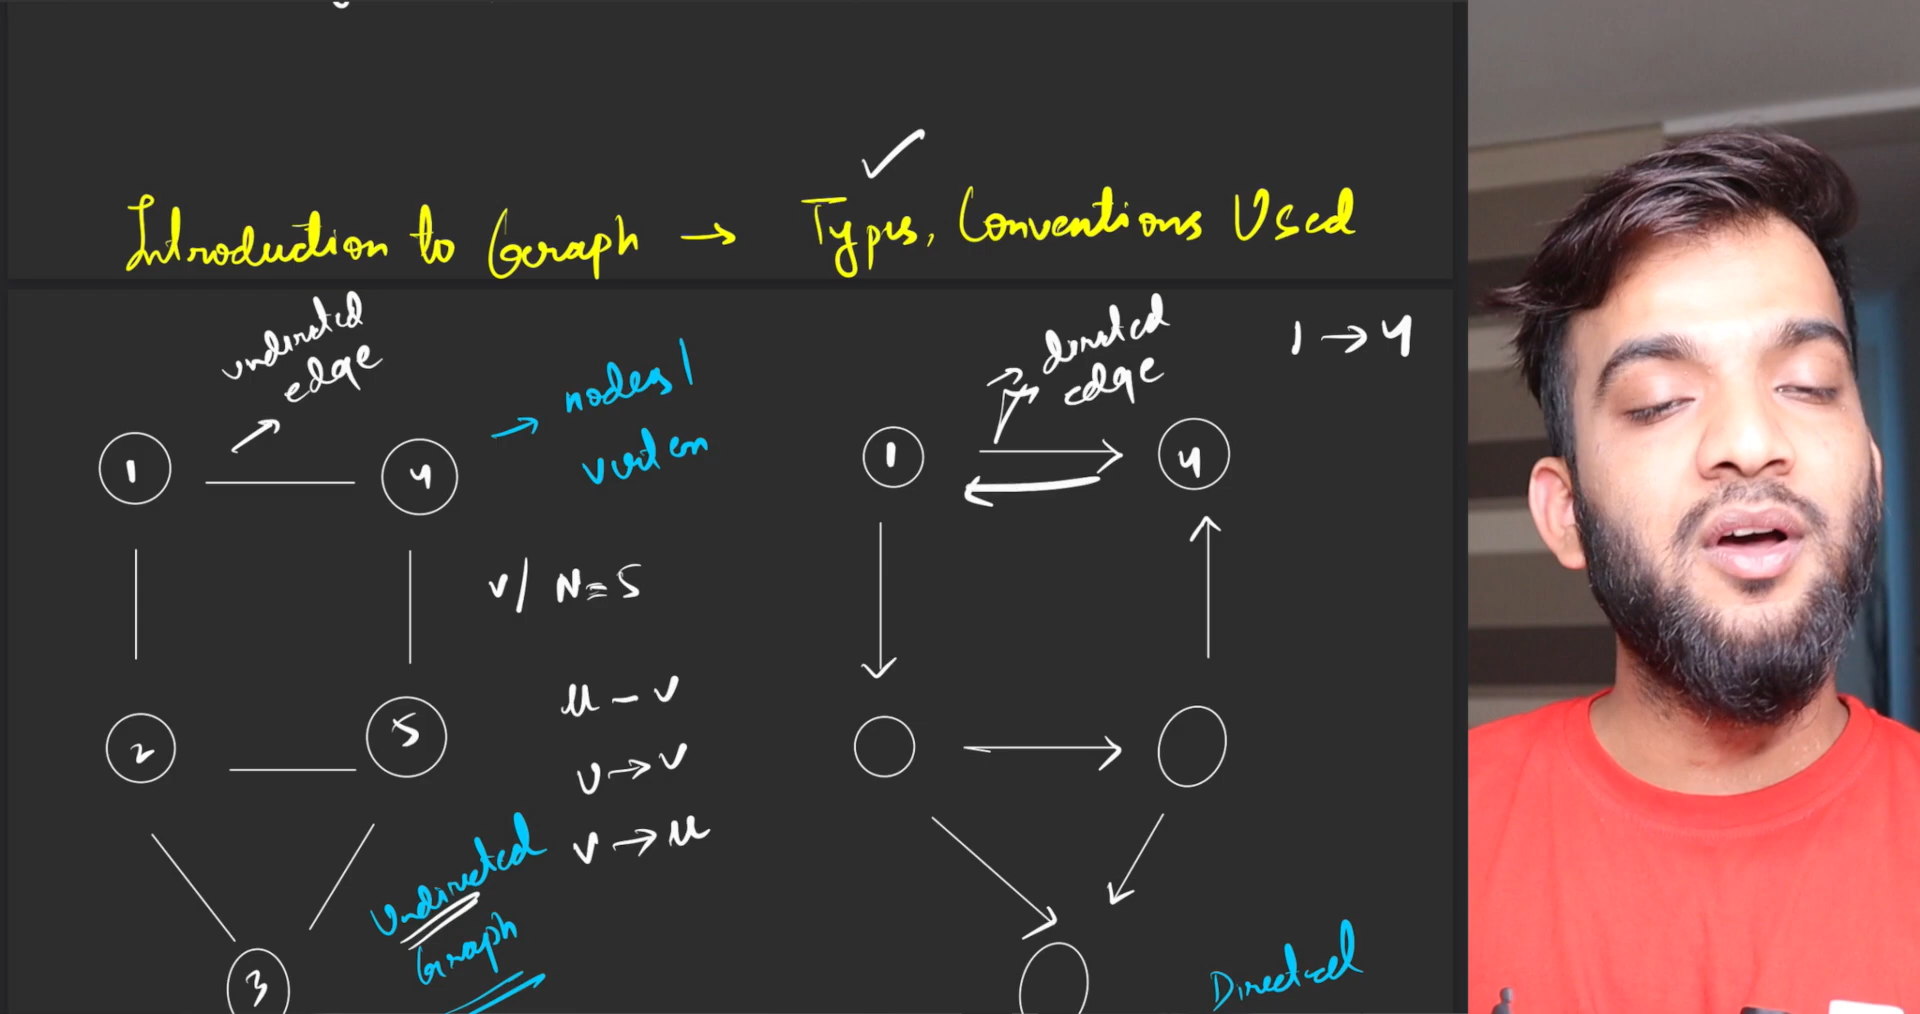 Introduction to Graph → Types, Conventions Used
undirected
edge
→ nodes /
vertex
1
4
v/ N = 5
u - v
u → v
v → u
2
5
3
Undirected
Graph
directed
edge
1 → 4
1
4
Directed